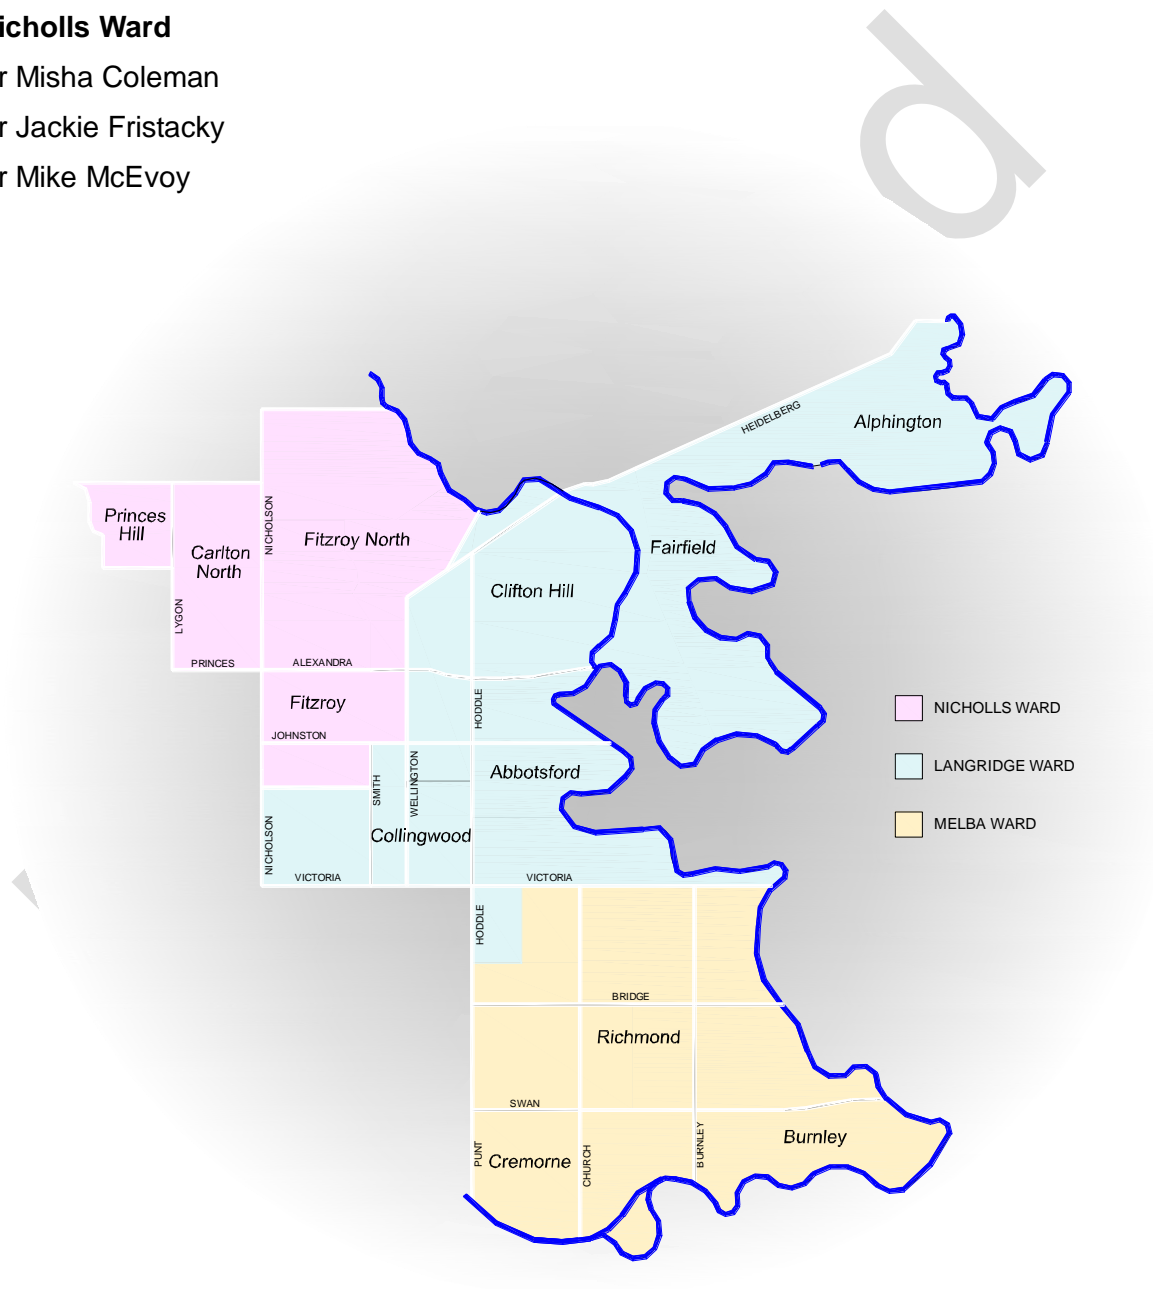 icholls Ward
r Misha Coleman
r Jackie Fristacky
r Mike McEvoy
d
HEIDELBERG
Alphington
NICHOLSON
Princes
Hill
Carlton
North
Fitzroy North
Fairfield
Clifton Hill
LYGON
PRINCES
ALEXANDRA
Fitzroy
HODDLE
NICHOLLS WARD
JOHNSTON
LANGRIDGE WARD
SMITH
WELLINGTON
Abbotsford
MELBA WARD
NICHOLSON
Collingwood
VICTORIA
VICTORIA
HODDLE
BRIDGE
Richmond
SWAN
PUNT
Cremorne
CHURCH
BURNLEY
Burnley